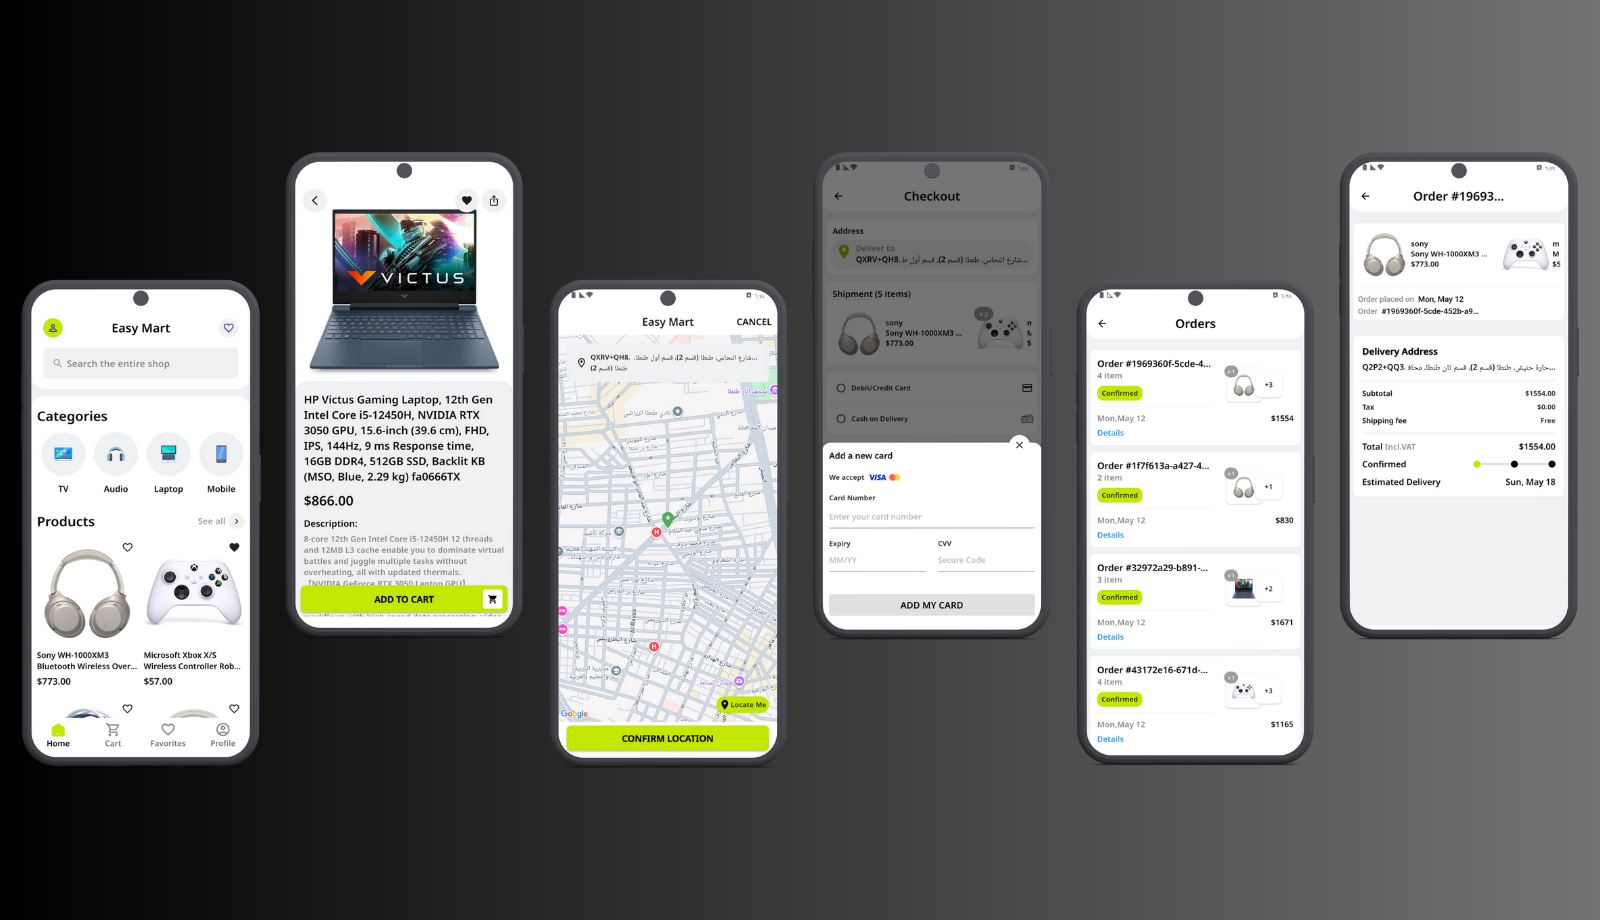 Easy Mart
Search the entire shop
Categories
TV
Audio
Laptop
Mobile
Products
See all
Sony WH-1000XM3
Bluetooth Wireless Over...
$773.00
Microsoft Xbox X/S
Wireless Controller Rob...
$57.00
Home
Cart
Favorites
Profile
VICTUS
HP Victus Gaming Laptop, 12th Gen
Intel Core i5-12450H, NVIDIA RTX
3050 GPU, 15.6-inch (39.6 cm), FHD,
IPS, 144Hz, 9 ms Response time,
16GB DDR4, 512GB SSD, Backlit KB
(MSO, Blue, 2.29 kg) fa0666TX
$866.00
Description:
8-core 12th Gen Intel Core i5-12450H 12 threads
and 12MB L3 cache enable you to dominate virtual
battles and juggle multiple tasks without
overheating, all with updated thermals.
[NVIDIA GeForce RTX 3050 Laptop GPU]
ADD TO CART
Easy Mart
CANCEL
QXRV+QH8، شارع النحاس، طنطا (قسم 2)، قسم أول طنطا،...
طنطا (قسم 2)
Google
Locate Me
CONFIRM LOCATION
Checkout
Address
Deliver to
QXRV+QH8، شارع النحاس، طنطا (قسم 2)، قسم أول ط...
Shipment (5 items)
sony
Sony WH-1000XM3 ...
$773.00
x 2
Debit/Credit Card
Cash on Delivery
Add a new card
We accept VISA
Card Number
Enter your card number
Expiry
CVV
MM/YY
Secure Code
ADD MY CARD
Orders
Order #1969360f-5cde-4...
4 item
Confirmed
x 1
+3
Mon,May 12
$1554
Details
Order #1f7f613a-a427-4...
2 item
Confirmed
x 1
+1
Mon,May 12
$830
Details
Order #32972a29-b891-...
3 item
Confirmed
x 1
+2
Mon,May 12
$1671
Details
Order #43172e16-671d-...
4 item
Confirmed
x 1
+3
Mon,May 12
$1165
Details
Order #19693...
sony
Sony WH-1000XM3 ...
$773.00
m
M
$5
Order placed on Mon, May 12
Order #1969360f-5cde-452b-a9...
Delivery Address
Q2P2+QQ3، حارة حنيش، طنطا (قسم 2)، قسم ثان طنطا، محاف...
Subtotal
$1554.00
Tax
$0.00
Shipping fee
Free
Total Incl.VAT
$1554.00
Confirmed
Estimated Delivery
Sun, May 18